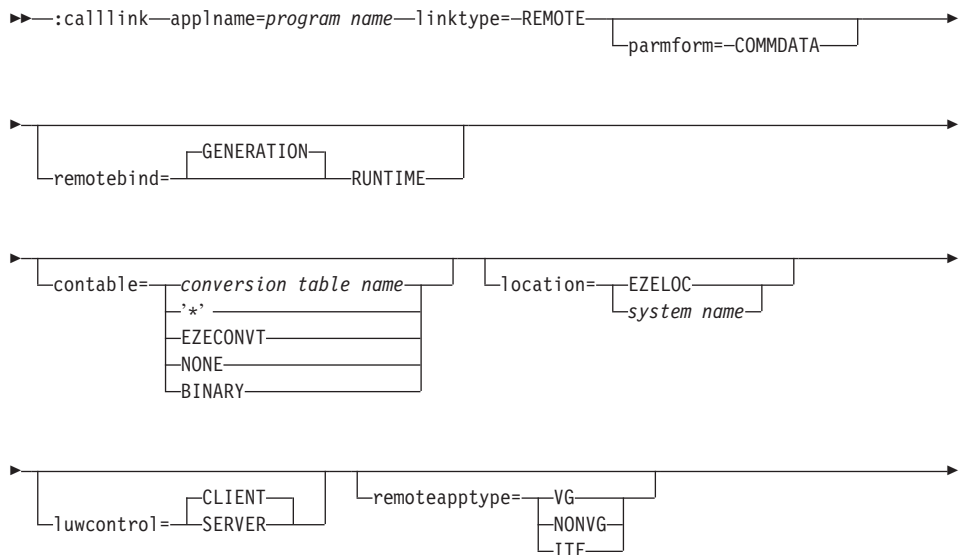 :calllink applname=program name linktype= REMOTE
parmform= COMMDATA
GENERATION
remotebind= RUNTIME
contable= conversion table name location= EZELOC
'*' system name
EZECONVT
NONE
BINARY
CLIENT remoteapptype= VG
luwcontrol= SERVER NONVG
ITF